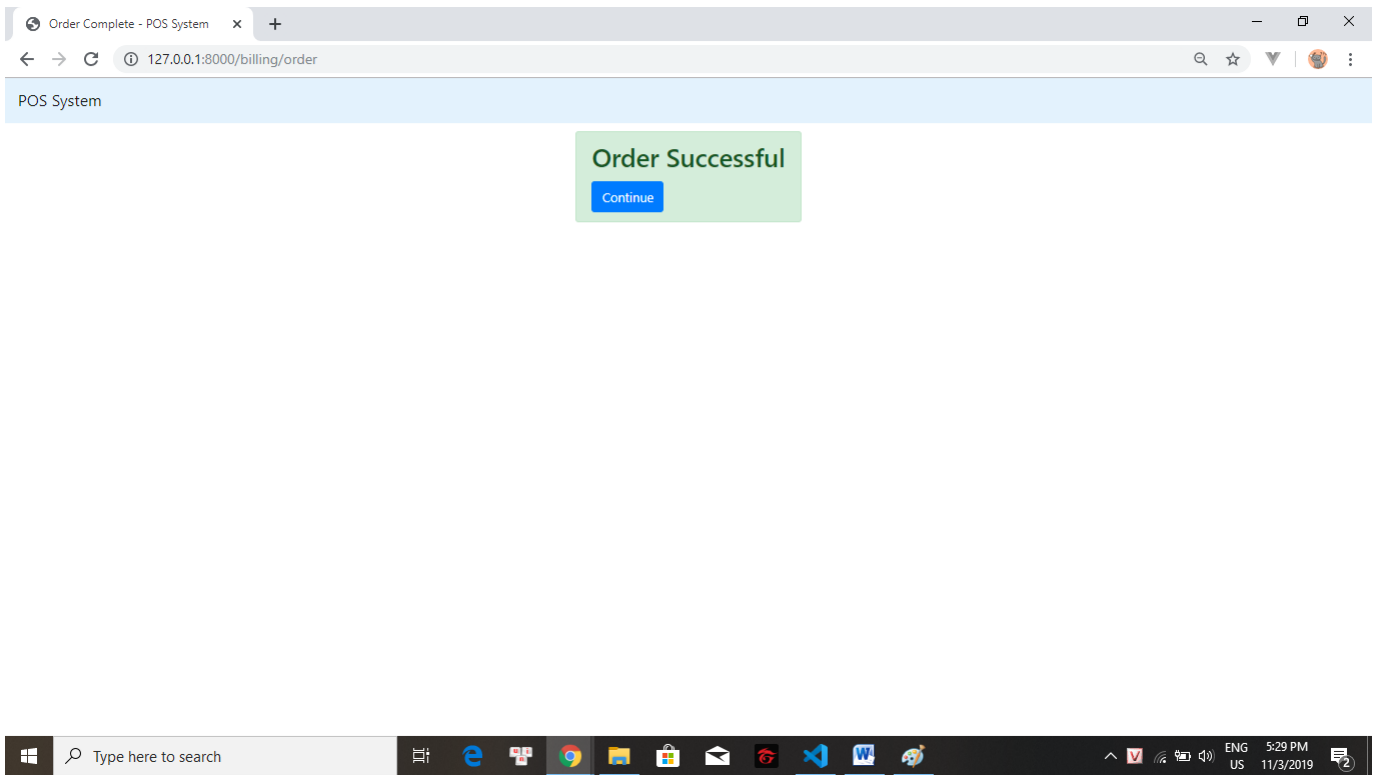 Order Complete - POS System
127.0.0.1:8000/billing/order
POS System
Order Successful
Continue
Type here to search
ENG
US
5:29 PM
11/3/2019
2